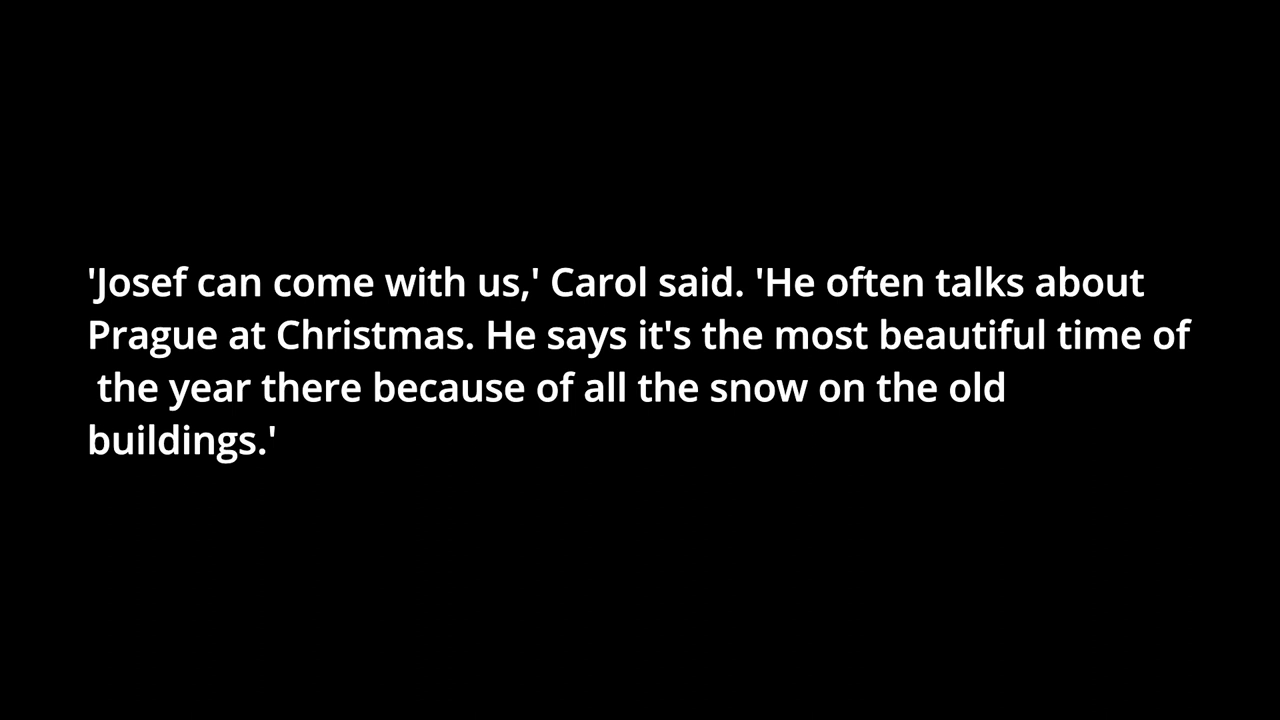 'Josef can come with us,' Carol said. 'He often talks about
Prague at Christmas. He says it's the most beautiful time of
the year there because of all the snow on the old
buildings.'